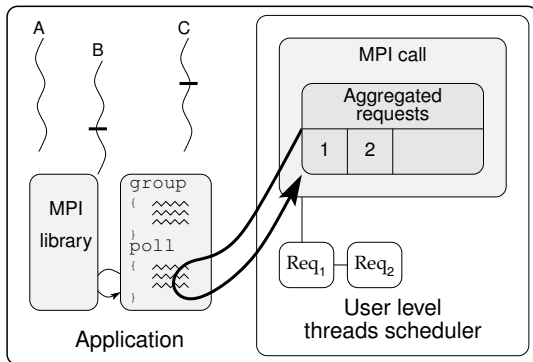 A
B
C
MPI
library
group
{
}
poll
{
}
Application
MPI call
Aggregated
requests
1 2
Req1 Req2
User level
threads scheduler